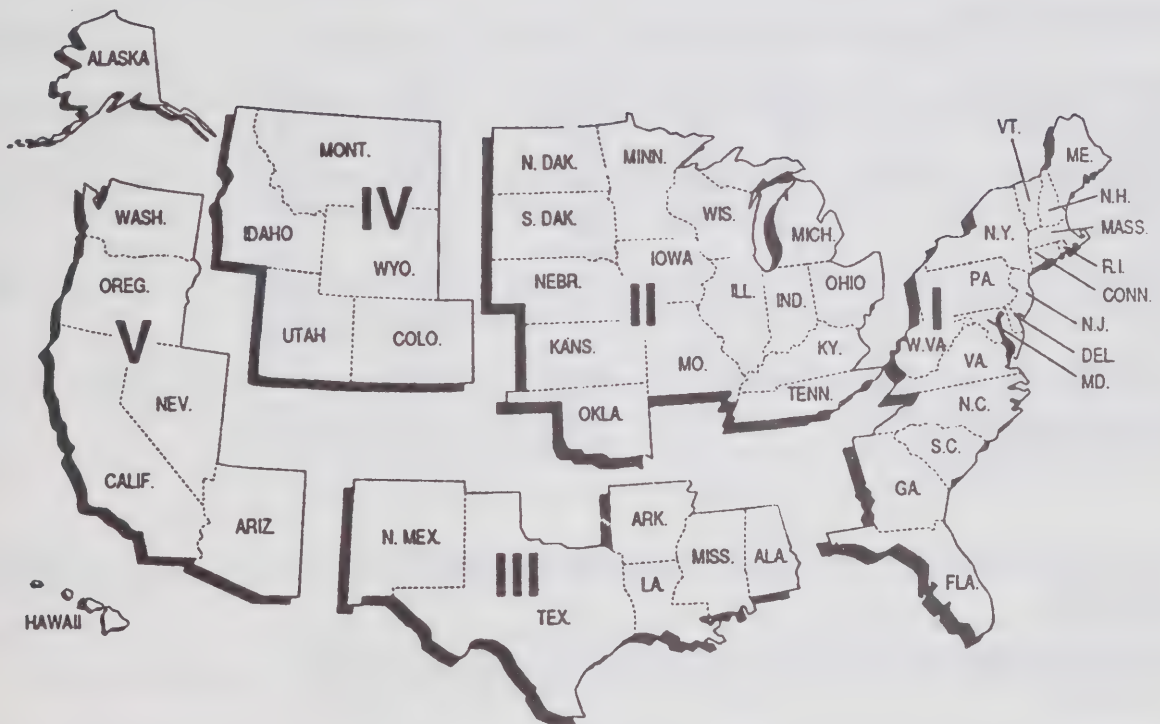 ALASKA
WASH.
OREG.
V
NEV.
CALIF.
ARIZ
HAWAII
MONT.
IV
IDAHO
WYO.
UTAH
COLO.
N. DAK.
MINN.
S. DAK.
WIS.
MICH.
NEBR.
IOWA
II
ILL.
IND.
OHIO
KANS.
MO.
KY.
OKLA.
TENN.
N. MEX.
III
TEX.
ARK.
LA.
MISS.
ALA.
VT.
ME.
N.H.
MASS.
N.Y.
R.I.
CONN.
PA.
I
N.J.
DEL.
MD.
W.VA.
VA.
N.C.
S.C.
GA.
FLA.